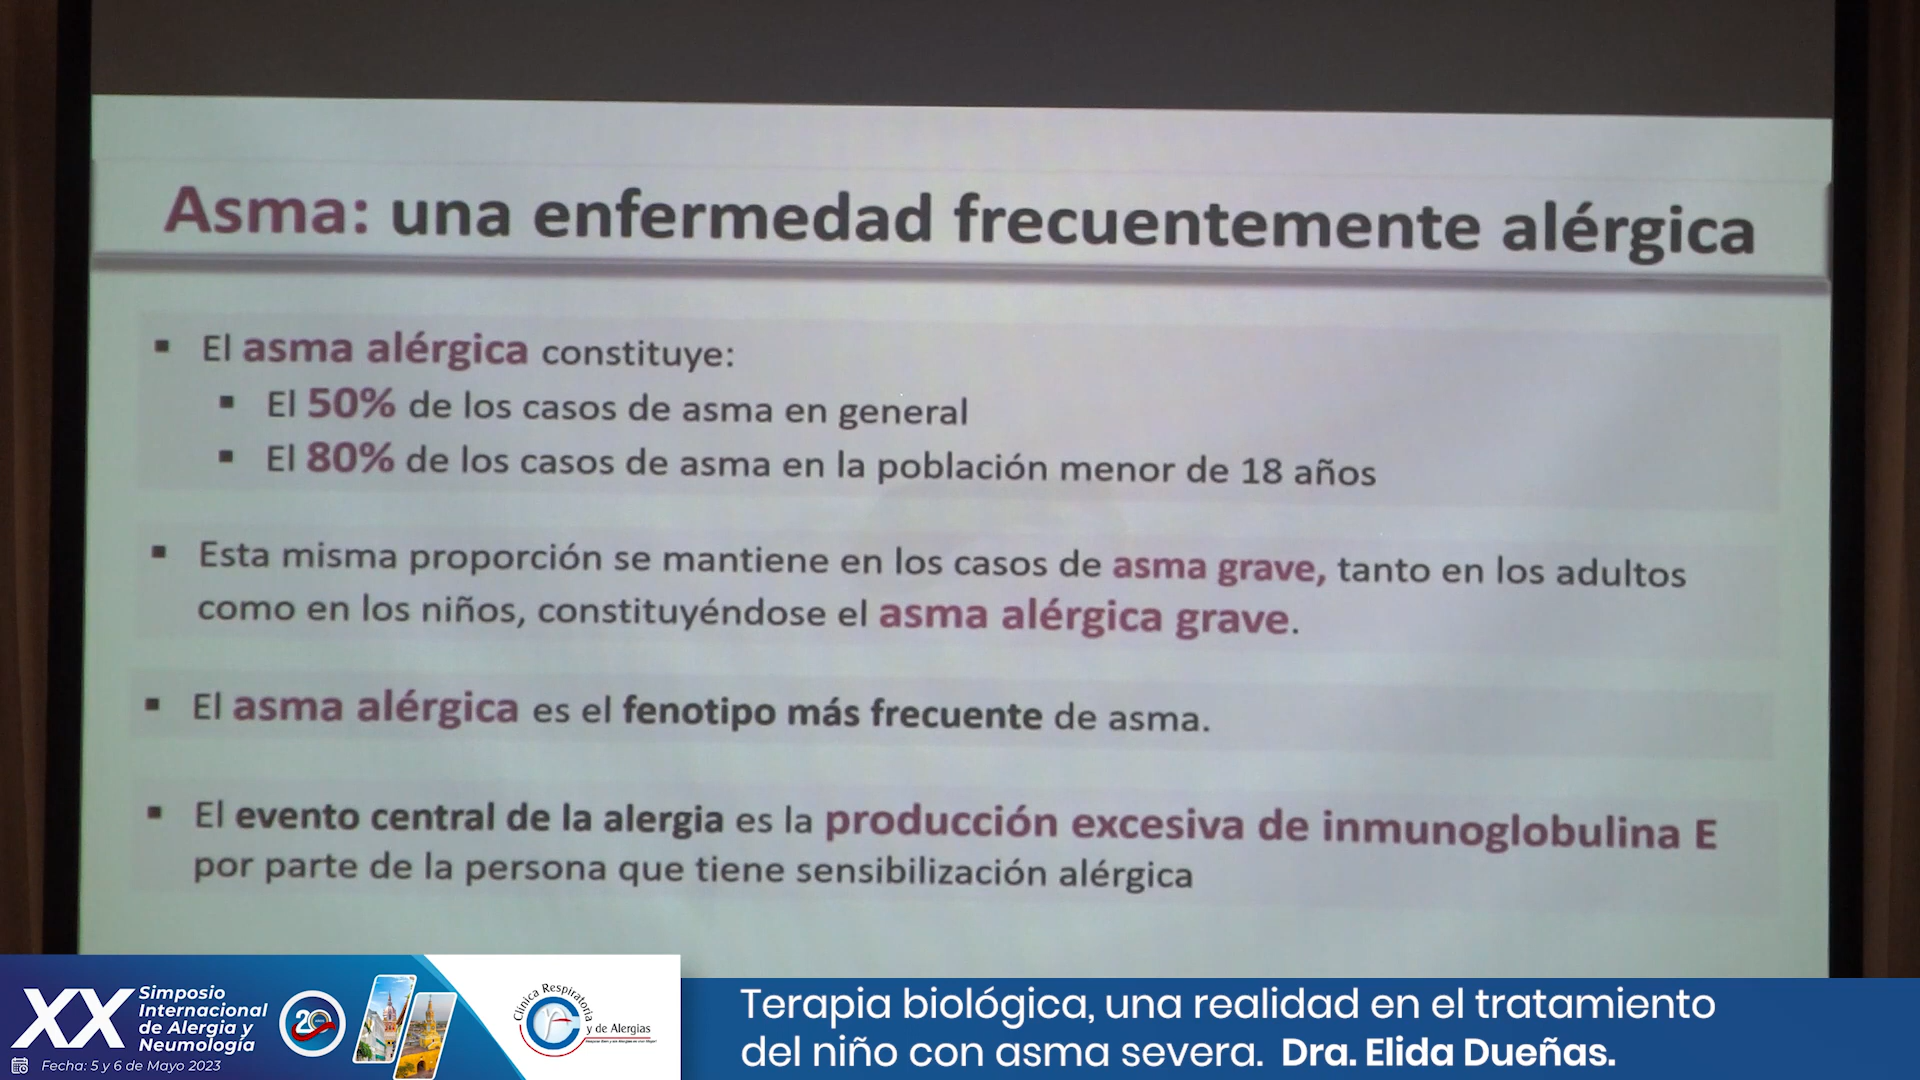 Asma: una enfermedad frecuentemente alérgica
▪ El asma alérgica constituye:
▪ El 50% de los casos de asma en general
▪ El 80% de los casos de asma en la población menor de 18 años
▪ Esta misma proporción se mantiene en los casos de asma grave, tanto en los adultos
como en los niños, constituyéndose el asma alérgica grave.
▪ El asma alérgica es el fenotipo más frecuente de asma.
▪ El evento central de la alergia es la producción excesiva de inmunoglobulina E
por parte de la persona que tiene sensibilización alérgica
XX
Simposio
Internacional
de Alergia y
Neumología
Fecha: 5 y 6 de Mayo 2023
20
Clínica Respiratoria
y de Alergias
Terapia biológica, una realidad en el tratamiento
del niño con asma severa. Dra. Elida Dueñas.